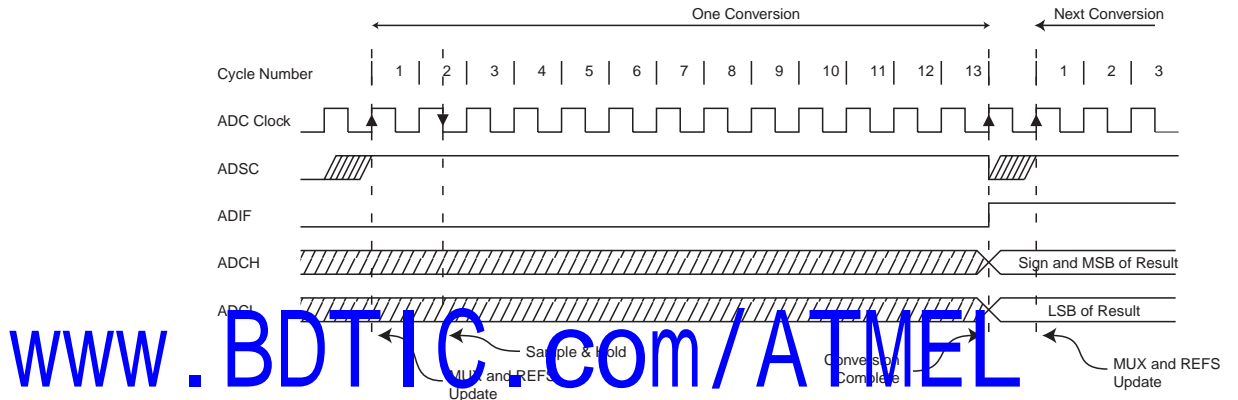 One Conversion Next Conversion
Cycle Number 1 2 3 4 5 6 7 8 9 10 11 12 13 1 2 3
ADC Clock
ADSC
ADIF
ADCH Sign and MSB of Result
ADCL LSB of Result
www.BDTIC.com/ATMEL
Sample & Hold
MUX and REFS
Update
Conversion
Complete
MUX and REFS
Update